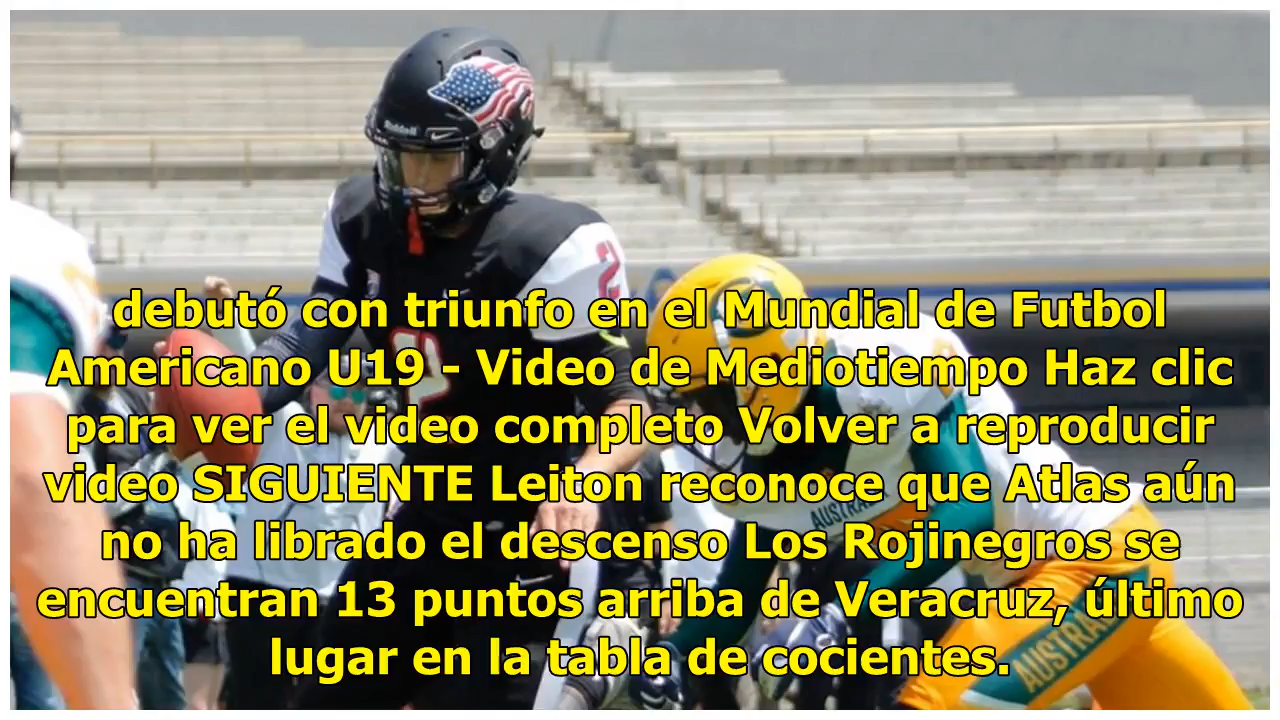 Riddell
2
debutó con triunfo en el Mundial de Futbol
Americano U19 - Video de Mediotiempo Haz clic
para ver el video completo Volver a reproducir
video SIGUIENTE Leiton reconoce que Atlas aún
no ha librado el descenso Los Rojinegros se
encuentran 13 puntos arriba de Veracruz, último
lugar en la tabla de cocientes.